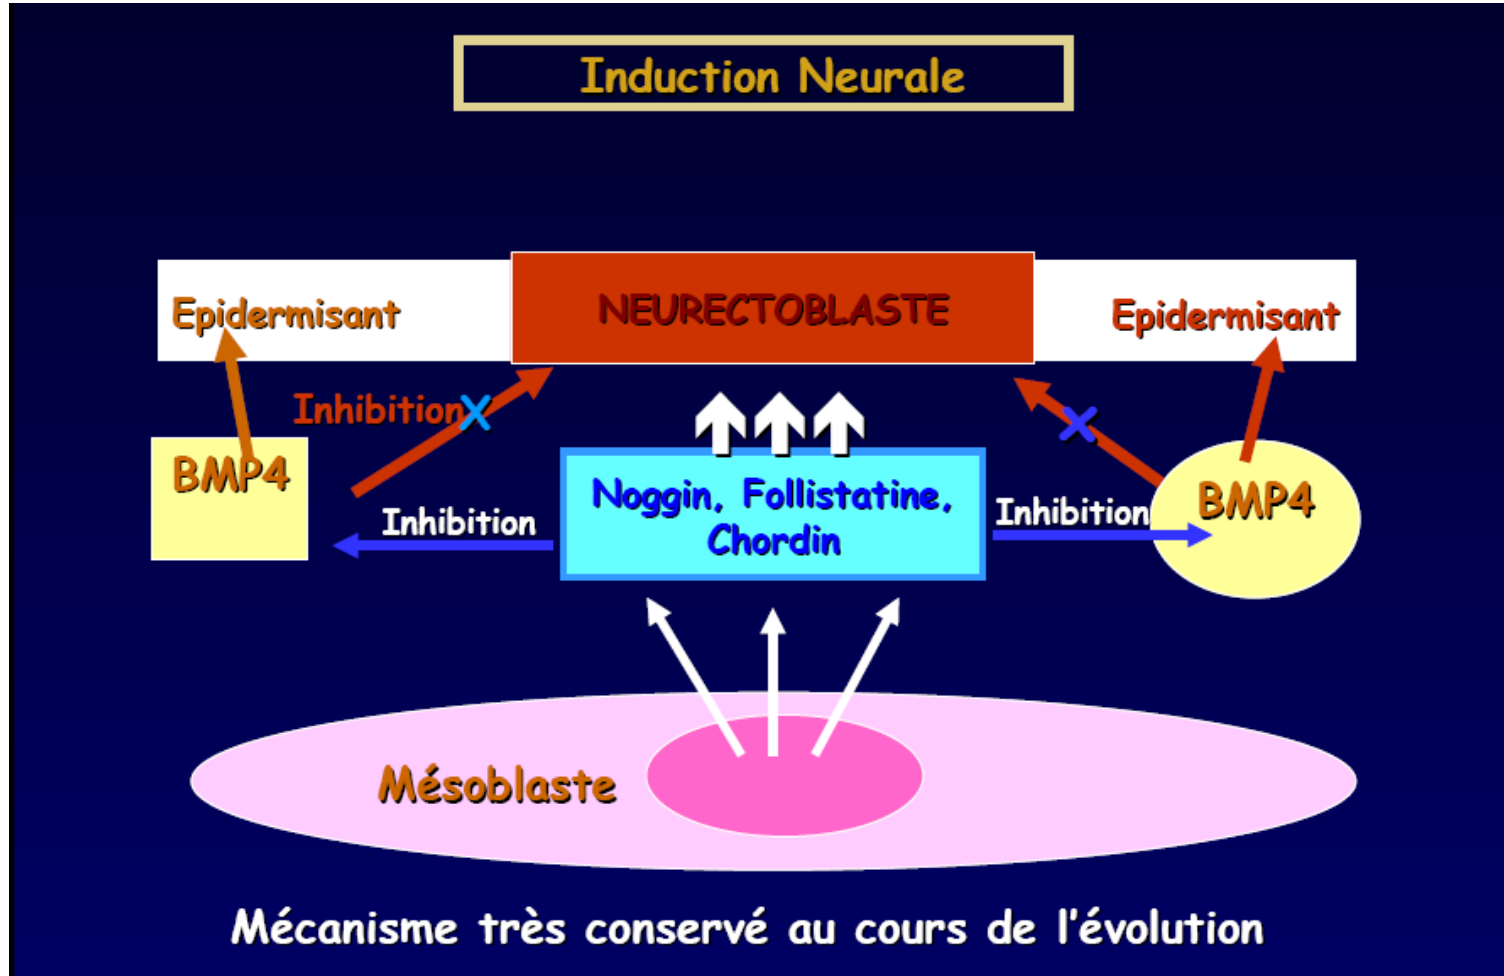 Induction Neurale
Epidermisant
NEURECTOBLASTE
Epidermisant
Inhibition
BMP4
Noggin, Follistatine,
Chordin
BMP4
Inhibition
Inhibition
Mésoblaste
Mécanisme très conservé au cours de l'évolution